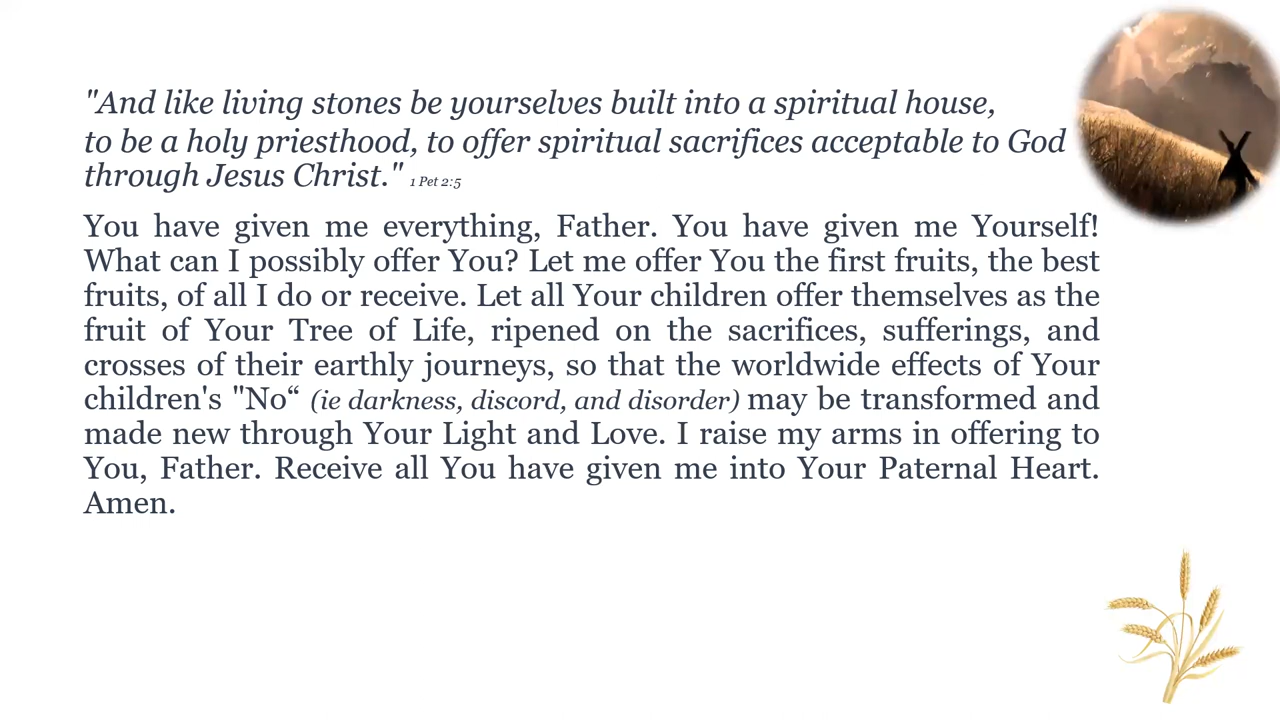 "And like living stones be yourselves built into a spiritual house,
to be a holy priesthood, to offer spiritual sacrifices acceptable to God
through Jesus Christ." 1 Pet 2:5
You have given me everything, Father. You have given me Yourself!
What can I possibly offer You? Let me offer You the first fruits, the best
fruits, of all I do or receive. Let all Your children offer themselves as the
fruit of Your Tree of Life, ripened on the sacrifices, sufferings, and
crosses of their earthly journeys, so that the worldwide effects of Your
children's "No“ (ie darkness, discord, and disorder) may be transformed and
made new through Your Light and Love. I raise my arms in offering to
You, Father. Receive all You have given me into Your Paternal Heart.
Amen.